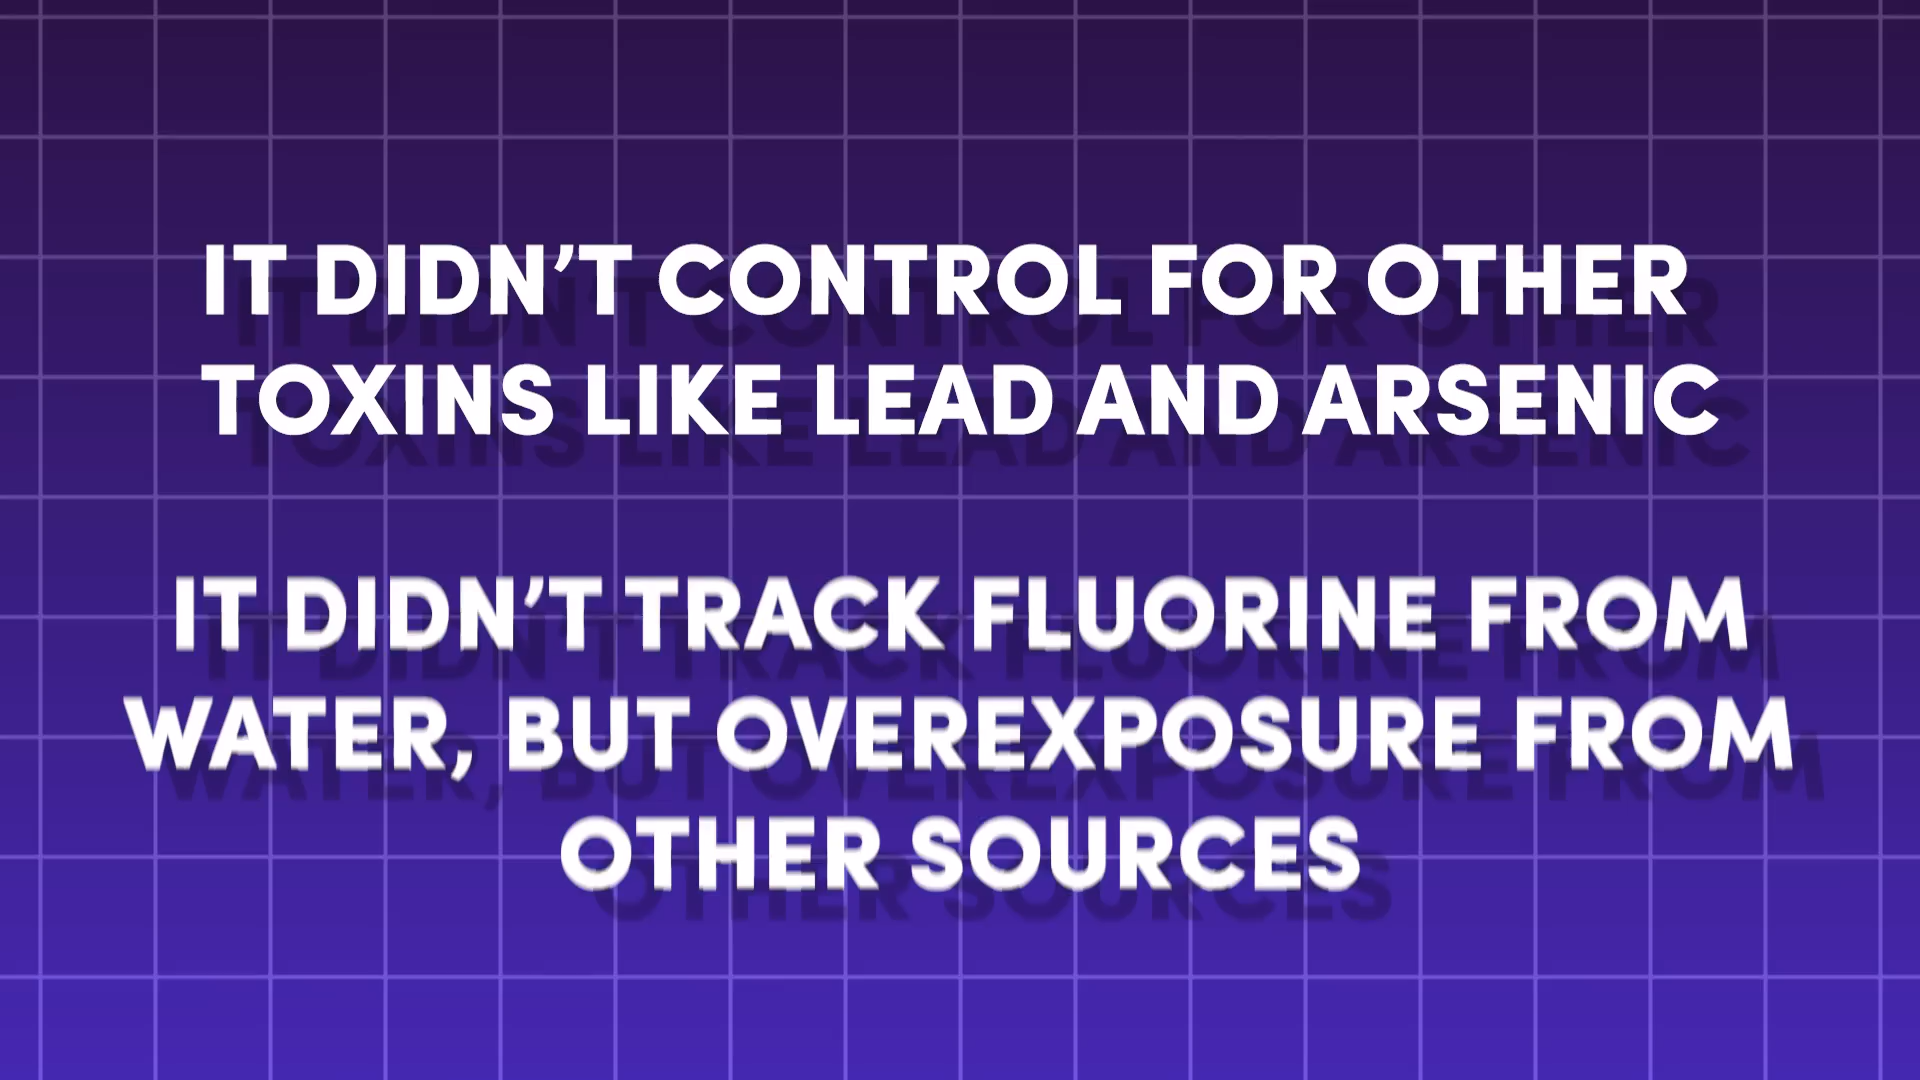 IT DIDN’T CONTROL FOR OTHER
TOXINS LIKE LEAD AND ARSENIC
IT DIDN’T TRACK FLUORINE FROM
WATER, BUT OVEREXPOSURE FROM
OTHER SOURCES